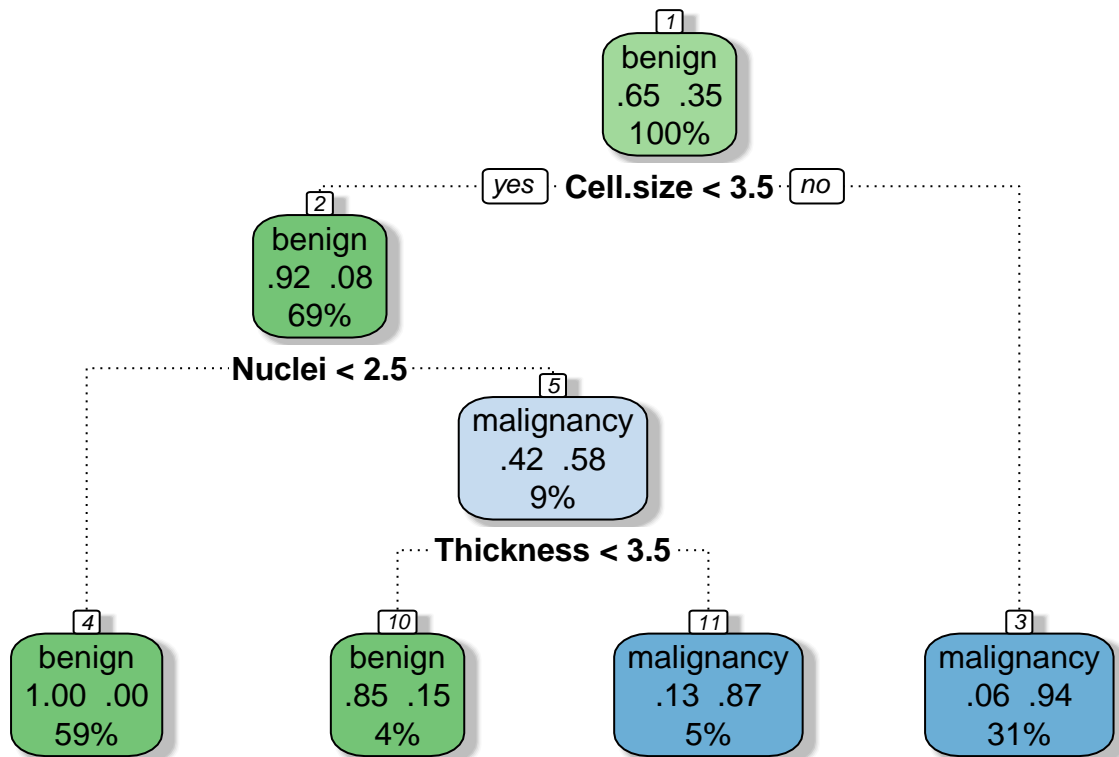 1
benign
.65 .35
100%
yes Cell.size < 3.5 no
2
benign
.92 .08
69%
Nuclei < 2.5
5
malignancy
.42 .58
9%
Thickness < 3.5
4
benign
1.00 .00
59%
10
benign
.85 .15
4%
11
malignancy
.13 .87
5%
3
malignancy
.06 .94
31%